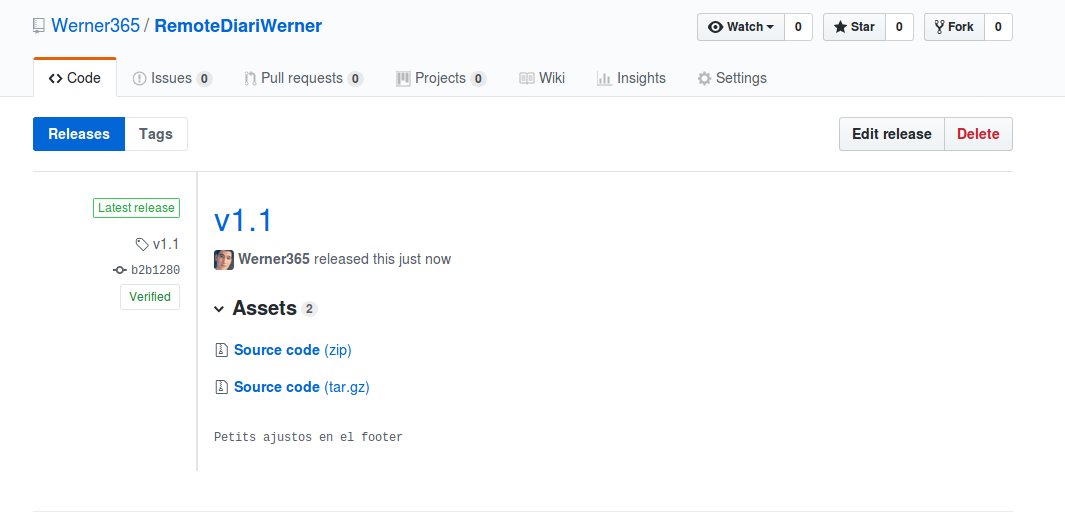 Werner365 / RemoteDiariWerner
Watch 0 Star 0 Fork 0
Code Issues 0 Pull requests 0 Projects 0 Wiki Insights Settings
Releases Tags Edit release Delete
Latest release
v1.1
b2b1280
Verified
v1.1
Werner365 released this just now
Assets 2
Source code (zip)
Source code (tar.gz)
Petits ajustos en el footer